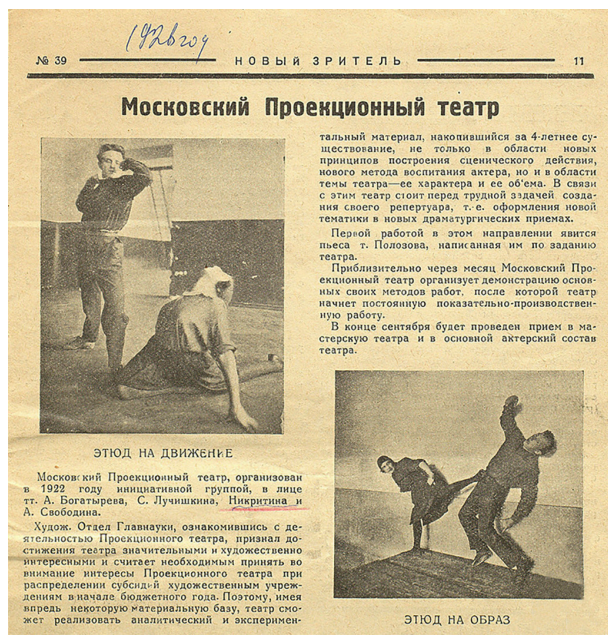 1926 год
№ 39 НОВЫЙ ЗРИТЕЛЬ 11
Московский Проекционный театр
ЭТЮД НА ДВИЖЕНИЕ
Московский Проекционный театр, организован
в 1922 году инициативной группой, в лице
тт. А. Богатырева, С. Лучишкина, Никритина и
А. Свободина.
Худож. Отдел Главнауки, ознакомившись с де-
ятельностью Проекционного театра, признал до-
стижения театра значительными и художественно
интересными и считает необходимым принять во
внимание интересы Проекционного театра при
распределении субсидий художественным учреж-
дениям в начале бюджетного года. Поэтому, имея
впредь некоторую материальную базу, театр смо-
жет реализовать аналитический и эксперимен-
тальный материал, накопившийся за 4-летнее су-
ществование, не только в области новых
принципов построения сценического действия,
нового метода воспитания актера, но и в области
темы театра—ее характера и ее об'ема. В связи
с этим театр стоит перед трудной задачей созда-
ния своего репертуара, т.-е. оформления новой
тематики в новых драматургических приемах.
Первой работой в этом направлении явится
пьеса т. Полозова, написанная им по заданию
театра.
Приблизительно через месяц Московский Про-
екционный театр организует демонстрацию основ-
ных своих методов работ, после которой театр
начнет постоянную показательно-производствен-
ную работу.
В конце сентября будет проведен прием в ма-
стерскую театра и в основной актерский состав
театра.
ЭТЮД НА ОБРАЗ